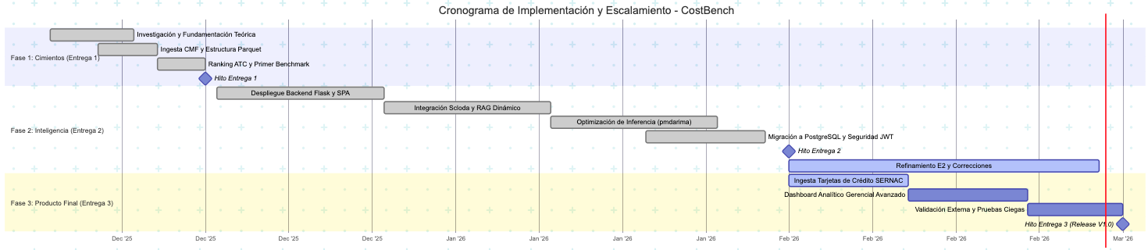 Cronograma de Implementación y Escalamiento - CostBench
Fase 1: Cimientos (Entrega 1)
Investigación y Fundamentación Teórica
Ingesta CMF y Estructura Parquet
Ranking ATC y Primer Benchmark
Hito Entrega 1
Fase 2: Inteligencia (Entrega 2)
Despliegue Backend Flask y SPA
Integración Scloda y RAG Dinámico
Optimización de Inferencia (pmdarima)
Migración a PostgreSQL y Seguridad JWT
Hito Entrega 2
Refinamiento E2 y Correcciones
Fase 3: Producto Final (Entrega 3)
Ingesta Tarjetas de Crédito SERNAC
Dashboard Analítico Gerencial Avanzado
Validación Externa y Pruebas Ciegas
Hito Entrega 3 (Release V1.0)
Dec '25 Dec '25 Dec '25 Dec '25 Jan '26 Jan '26 Jan '26 Jan '26 Feb '26 Feb '26 Feb '26 Feb '26 Mar '26